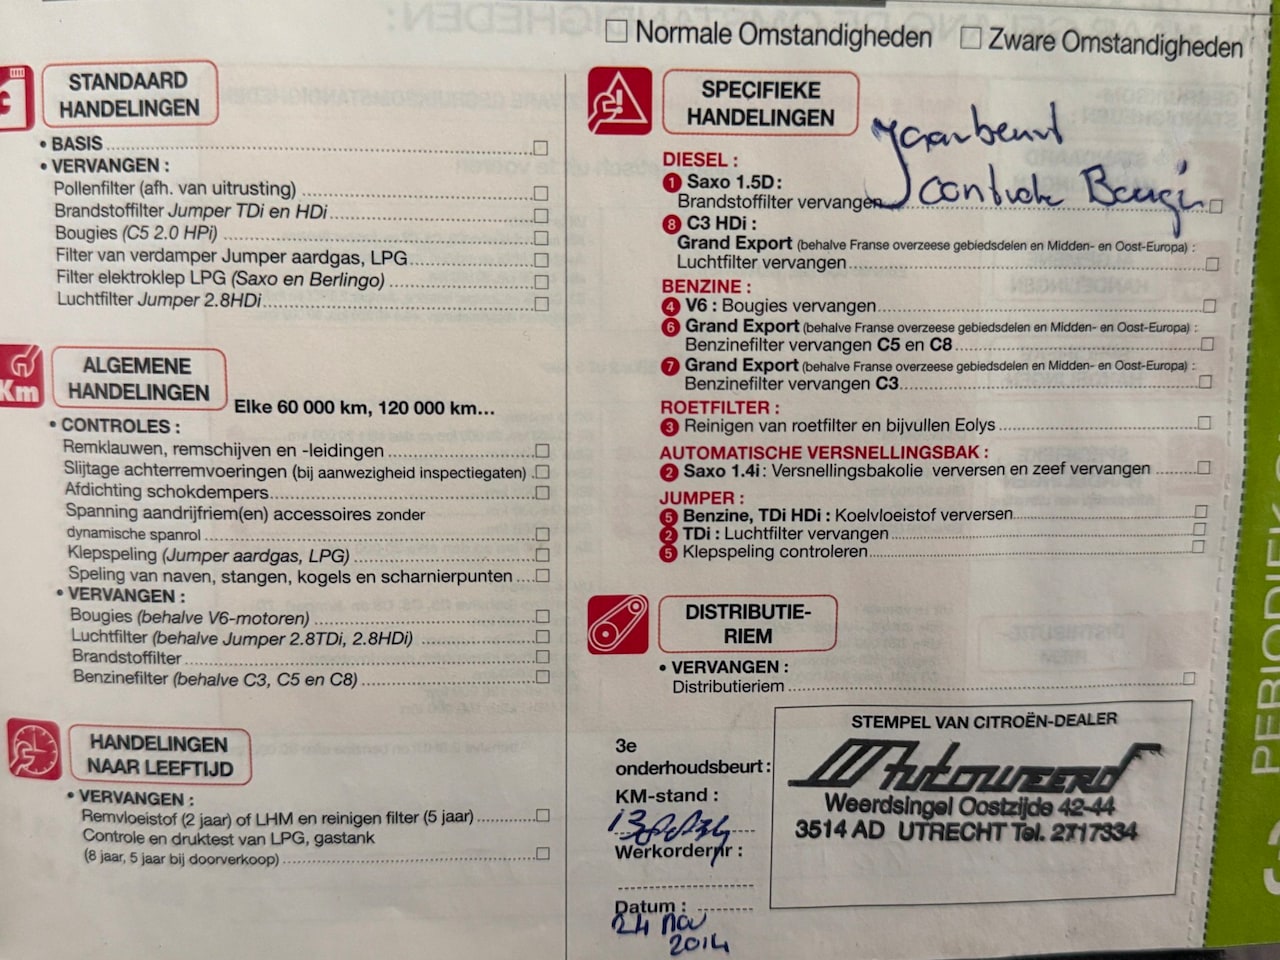 Normale Omstandigheden Zware Omstandigheden
STANDAARD
HANDELINGEN
• BASIS
• VERVANGEN :
Pollenfilter (afh. van uitrusting)
Brandstoffilter Jumper TDi en HDi
Bougies (C5 2.0 HPi)
Filter van verdamper Jumper aardgas, LPG
Filter elektroklep LPG (Saxo en Berlingo)
Luchtfilter Jumper 2.8HDi
Km
ALGEMENE
HANDELINGEN
Elke 60 000 km, 120 000 km...
• CONTROLES :
Remklauwen, remschijven en -leidingen
Slijtage achterremvoeringen (bij aanwezigheid inspectiegaten)
Afdichting schokdempers
Spanning aandrijfriem(en) accessoires zonder
dynamische spanrol
Klepspeling (Jumper aardgas, LPG)
Speling van naven, stangen, kogels en scharnierpunten
• VERVANGEN :
Bougies (behalve V6-motoren)
Luchtfilter (behalve Jumper 2.8TDi, 2.8HDi)
Brandstoffilter
Benzinefilter (behalve C3, C5 en C8)
HANDELINGEN
NAAR LEEFTIJD
• VERVANGEN :
Remvloeistof (2 jaar) of LHM en reinigen filter (5 jaar)
Controle en druktest van LPG, gastank
(8 jaar, 5 jaar bij doorverkoop)
SPECIFIEKE
HANDELINGEN
Jaarbeurt
controle Bougi
DIESEL :
1 Saxo 1.5D :
Brandstoffilter vervangen
8 C3 HDi :
Grand Export (behalve Franse overzeese gebiedsdelen en Midden- en Oost-Europa) :
Luchtfilter vervangen
BENZINE :
4 V6 : Bougies vervangen
6 Grand Export (behalve Franse overzeese gebiedsdelen en Midden- en Oost-Europa) :
Benzinefilter vervangen C5 en C8
7 Grand Export (behalve Franse overzeese gebiedsdelen en Midden- en Oost-Europa) :
Benzinefilter vervangen C3
ROETFILTER :
3 Reinigen van roetfilter en bijvullen Eolys
AUTOMATISCHE VERSNELLINGSBAK :
2 Saxo 1.4i : Versnellingsbakolie verversen en zeef vervangen
JUMPER :
5 Benzine, TDi HDi : Koelvloeistof verversen
2 TDi : Luchtfilter vervangen
5 Klepspeling controleren
DISTRIBUTIE-
RIEM
• VERVANGEN :
Distributieriem
3e
onderhoudsbeurt :
KM-stand :
Werkordernr :
Datum :
24 nov
2014
STEMPEL VAN CITROËN-DEALER
Autoweerd
Weerdsingel Oostzijde 42-44
3514 AD UTRECHT Tel. 2717334
PERIODIEK